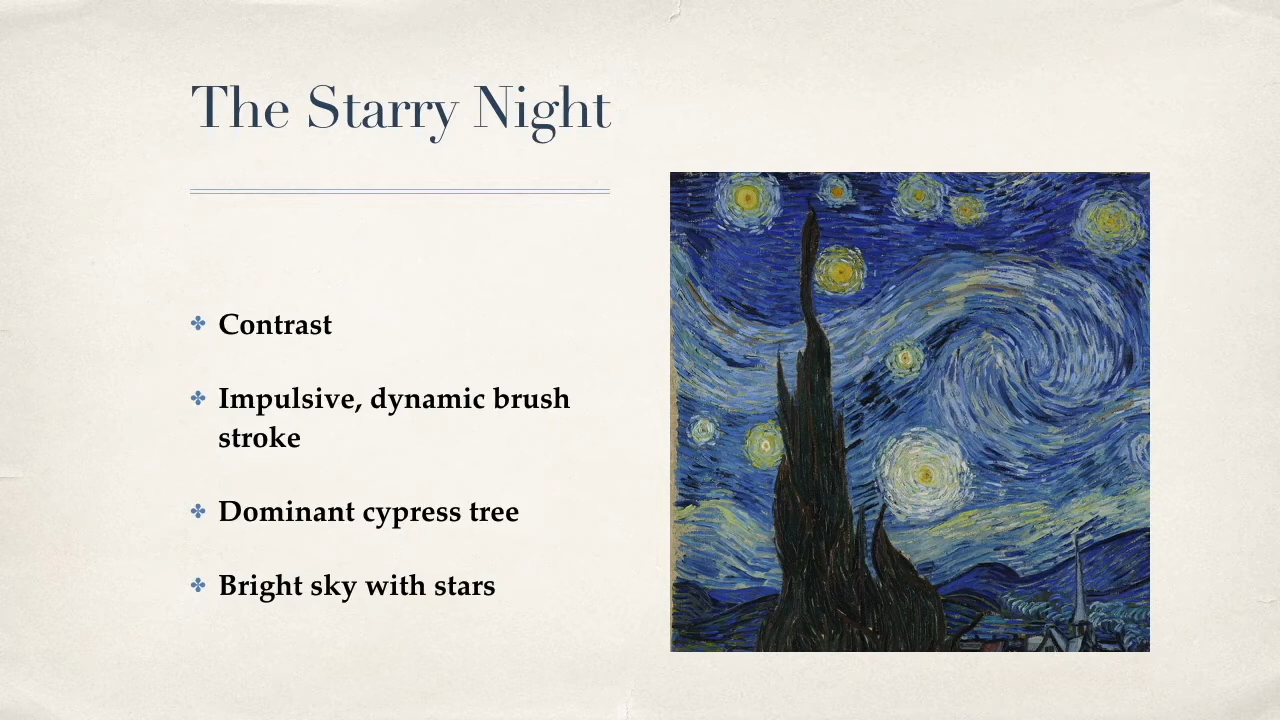 The Starry Night
✤ Contrast
✤ Impulsive, dynamic brush
stroke
✤ Dominant cypress tree
✤ Bright sky with stars